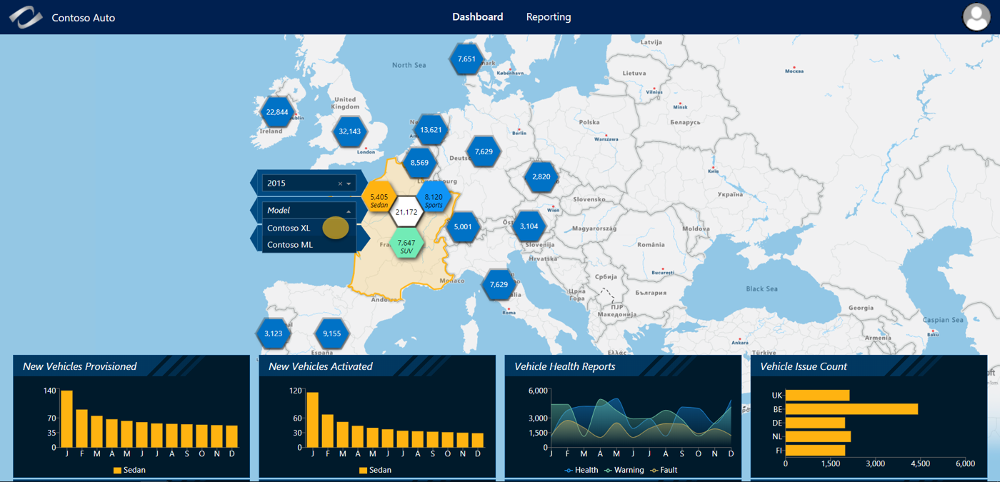 Contoso Auto
Dashboard
Reporting
Latvija
7,651
North Sea
København
Москва
Lietuva
Vilnius
United
Kingdom
Minsk
22,844
Ireland
32,143
13,621
Berlin
Polska
Беларусь
Warszawa
London
7,629
8,569
Київ
2,820
2015
Luxembourg
Україна
5,405
Sedan
8,120
Sports
Slovensko
Model
21,172
Wien
Contoso XL
5,001
3,104
Magyarország
Moldova
Contoso ML
7,647
SUV
Slovenija
România
Hrvatska
Monaco
Србија
București
7,629
Црна
Гора
България
Black Sea
Andorra
ПЈР
Македонија
Roma
Georgia
Caspian Sea
Baku
Armenia
3,123
9,155
España
Ελλάς
Ankara
Türkiye
New Vehicles Provisioned
140
70
35
0
J F M A M J J A S O N D
Sedan
New Vehicles Activated
120
60
30
0
J F M A M J J A S O N D
Sedan
Vehicle Health Reports
6,000
3,000
1,500
0
J F M A M J J A S O N D
Health Warning Fault
Vehicle Issue Count
UK
BE
DE
NL
FI
0 1,500 3,000 4,500 6,000